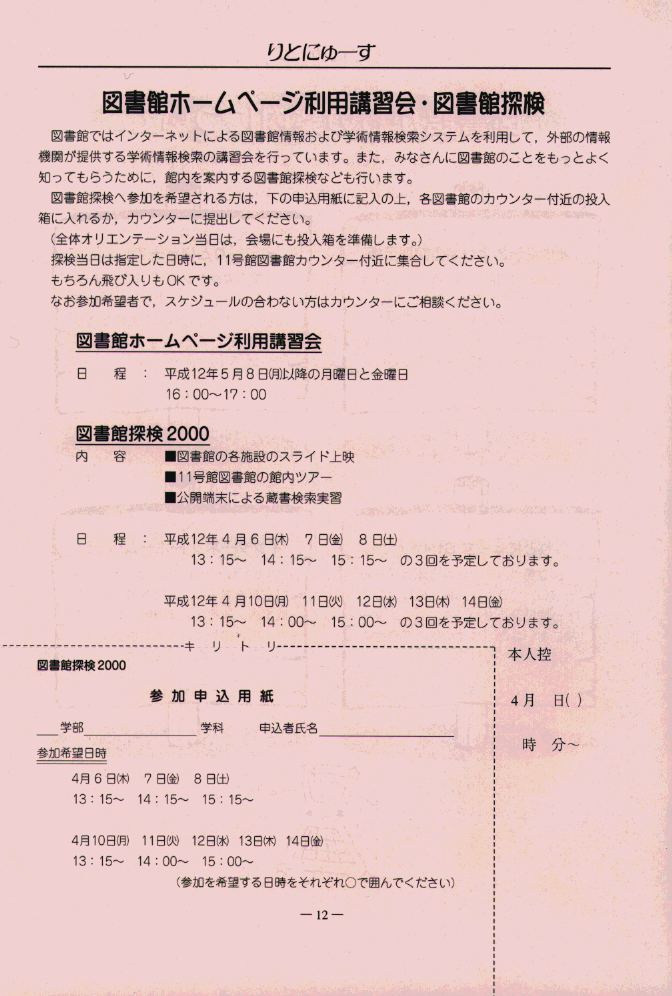 りとにゅーす
図書館ホームページ利用講習会・図書館探検
図書館ではインターネットによる図書館情報および学術情報検索システムを利用して，外部の情報
機関が提供する学術情報検索の講習会を行っています。また，みなさんに図書館のことをもっとよく
知ってもらうために，館内を案内する図書館探検なども行います。
図書館探検へ参加を希望される方は，下の申込用紙に記入の上，各図書館のカウンター付近の投入
箱に入れるか，カウンターに提出してください。
（全体オリエンテーション当日は，会場にも投入箱を準備します。）
探検当日は指定した日時に，11号館図書館カウンター付近に集合してください。
もちろん飛び入りもOKです。
なお参加希望者で，スケジュールの合わない方はカウンターにご相談ください。
図書館ホームページ利用講習会
日　程　：　平成12年5月8日㈪以降の月曜日と金曜日
16：00～17：00
図書館探検2000
内　容　■図書館の各施設のスライド上映
■11号館図書館の館内ツアー
■公開端末による蔵書検索実習
日　程　：　平成12年4月6日㈭　7日㈮　8日㈯
13：15～　14：15～　15：15～　の3回を予定しております。
平成12年4月10日㈪　11日㈫　12日㈬　13日㈭　14日㈮
13：15～　14：00～　15：00～　の3回を予定しております。
キ　リ　ト　リ
図書館探検2000
参加申込用紙
＿＿学部＿＿＿＿＿＿＿＿学科　申込者氏名＿＿＿＿＿＿＿＿＿＿
参加希望日時
4月6日㈭　7日㈮　8日㈯
13：15～　14：15～　15：15～
4月10日㈪　11日㈫　12日㈬　13日㈭　14日㈮
13：15～　14：00～　15：00～
（参加を希望する日時をそれぞれ○で囲んでください）
本人控
4月　日(　)
時　分～
— 12 —